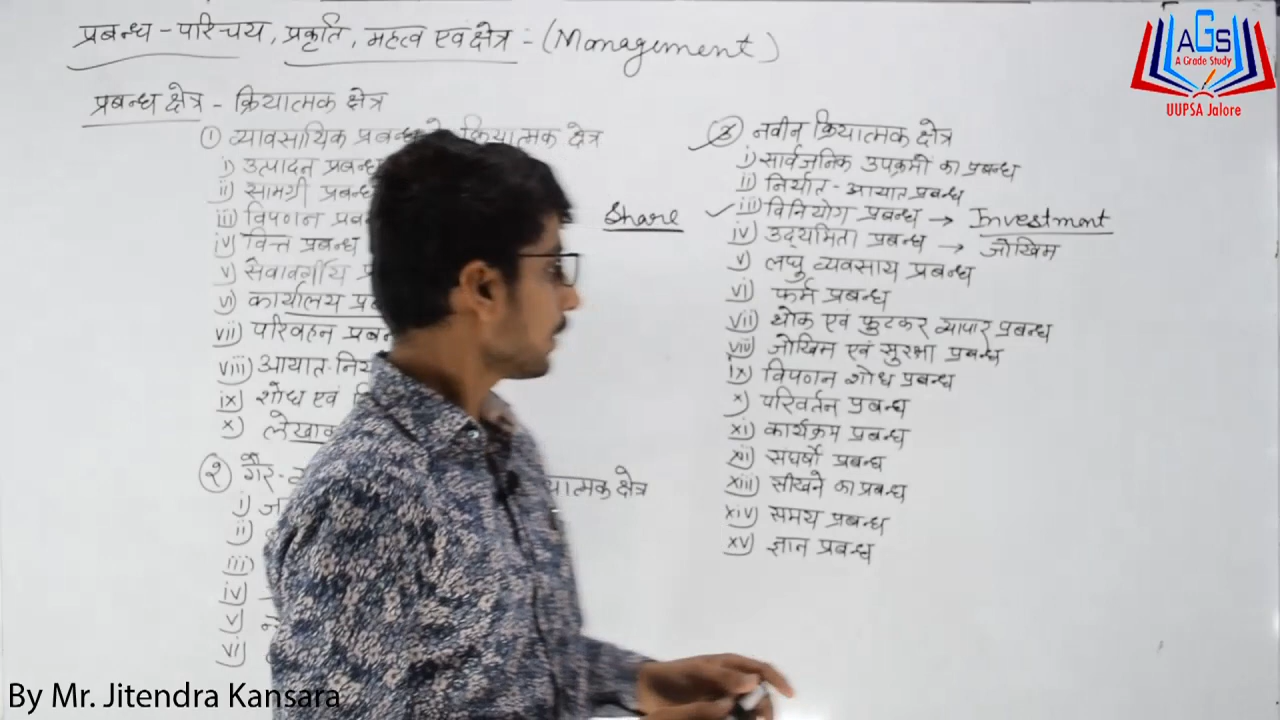 प्रबन्ध - परिचय, प्रकृति, महत्व एवं क्षेत्र :- (Management)
AGS
A Grade Study
UUPSA Jalore
प्रबन्ध क्षेत्र - क्रियात्मक क्षेत्र
① व्यावसायिक प्रबन्ध क्रियात्मक क्षेत्र
i) उत्पादन प्रबन्ध
ii) सामग्री प्रबन्ध
iii) विपणन
iv) वित्त प्रबन्ध
v) सेवावर्गीय
vi) कार्यालय
vii) परिवहन
viii) आयात-
ix) शोध एवं
x)
② गैर-
क्षेत्र
i)
ii)
iii)
iv)
v)
vi)
Share
③ नवीन क्रियात्मक क्षेत्र
i) सार्वजनिक उपक्रमों का प्रबन्ध
ii) निर्यात - आयात प्रबन्ध
iii) विनियोग प्रबन्ध → Investment
iv) उद्यमिता प्रबन्ध → जोखिम
v) लघु व्यवसाय प्रबन्ध
vi) फर्म प्रबन्ध
vii) थोक एवं फुटकर व्यापार प्रबन्ध
viii) जोखिम एवं सुरक्षा प्रबन्ध
ix) विपणन शोध प्रबन्ध
x) परिवर्तन प्रबन्ध
xi) कार्यक्रम प्रबन्ध
xii) संघर्षो प्रबन्ध
xiii) सीखने का प्रबन्ध
xiv) समय प्रबन्ध
xv) ज्ञान प्रबन्ध
By Mr. Jitendra Kansara